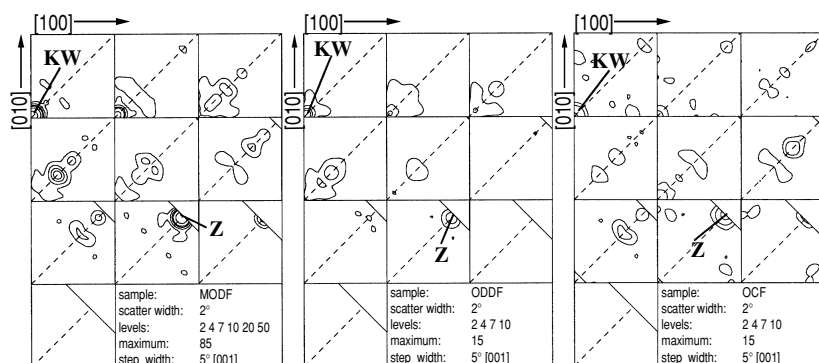 [100]
[010]
KW
Z
sample: MODF
scatter width: 2°
levels: 2 4 7 10 20 50
maximum: 85
step width: 5° [001]
[100]
[010]
KW
Z
sample: ODDF
scatter width: 2°
levels: 2 4 7 10
maximum: 15
step width: 5° [001]
[100]
[010]
KW
Z
sample: OCF
scatter width: 2°
levels: 2 4 7 10
maximum: 15
step width: 5° [001]